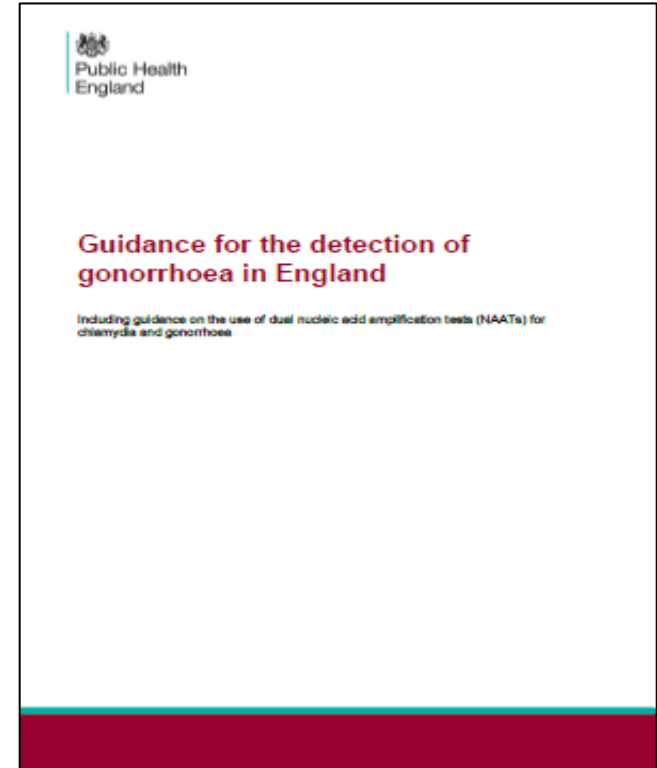 Public Health
England
Guidance for the detection of
gonorrhoea in England
Including guidance on the use of dual nucleic acid amplification tests (NAATs) for
chlamydia and gonorrhoea